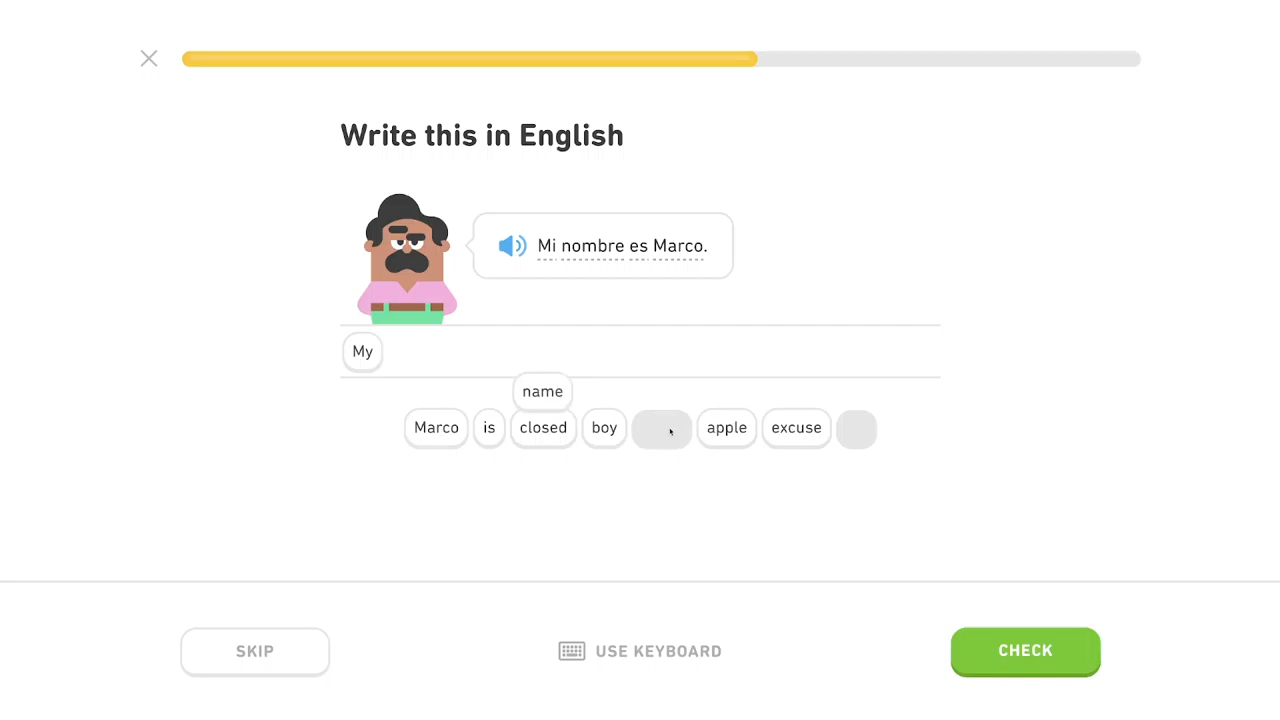 Write this in English
Mi nombre es Marco.
My
name
Marco is closed boy apple excuse
SKIP USE KEYBOARD CHECK